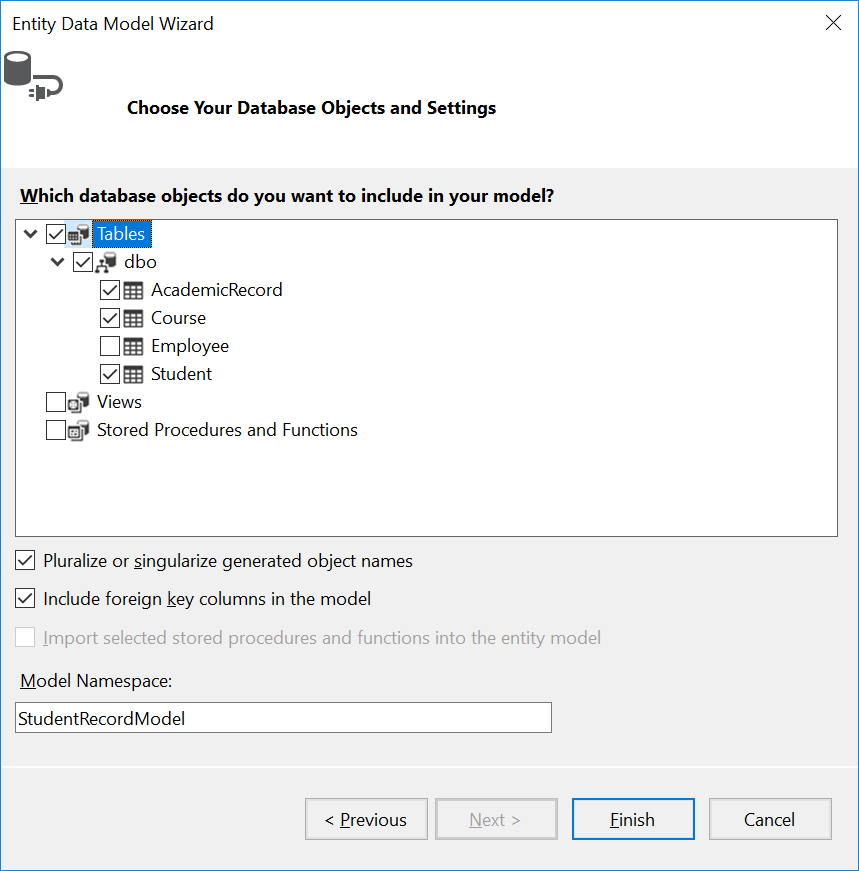 Entity Data Model Wizard
Choose Your Database Objects and Settings
Which database objects do you want to include in your model?
Tables
dbo
AcademicRecord
Course
Employee
Student
Views
Stored Procedures and Functions
Pluralize or singularize generated object names
Include foreign key columns in the model
Import selected stored procedures and functions into the entity model
Model Namespace:
StudentRecordModel
< Previous Next > Finish Cancel